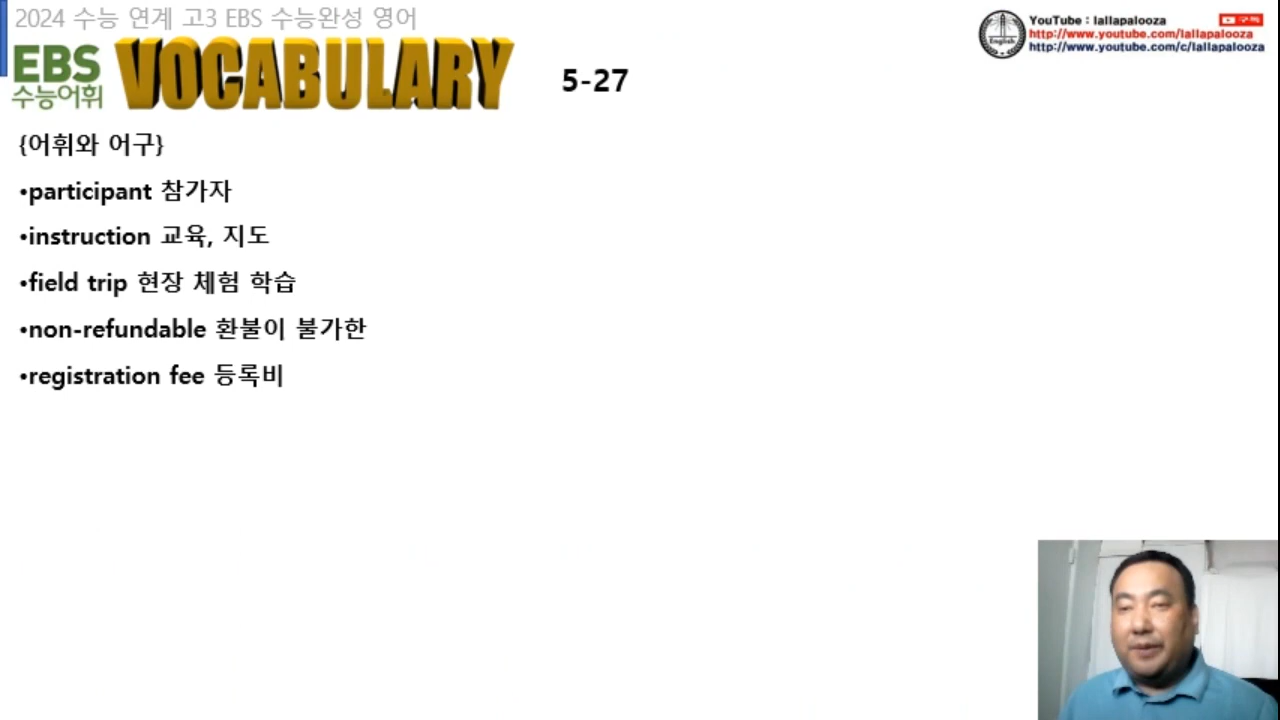 2024 수능 연계 고3 EBS 수능완성 영어
EBS
수능어휘
VOCABULARY
5-27
YouTube : lallapalooza
구독
http://www.youtube.com/lallapalooza
http://www.youtube.com/c/lallapalooza
English
{어휘와 어구}
•participant 참가자
•instruction 교육, 지도
•field trip 현장 체험 학습
•non-refundable 환불이 불가한
•registration fee 등록비